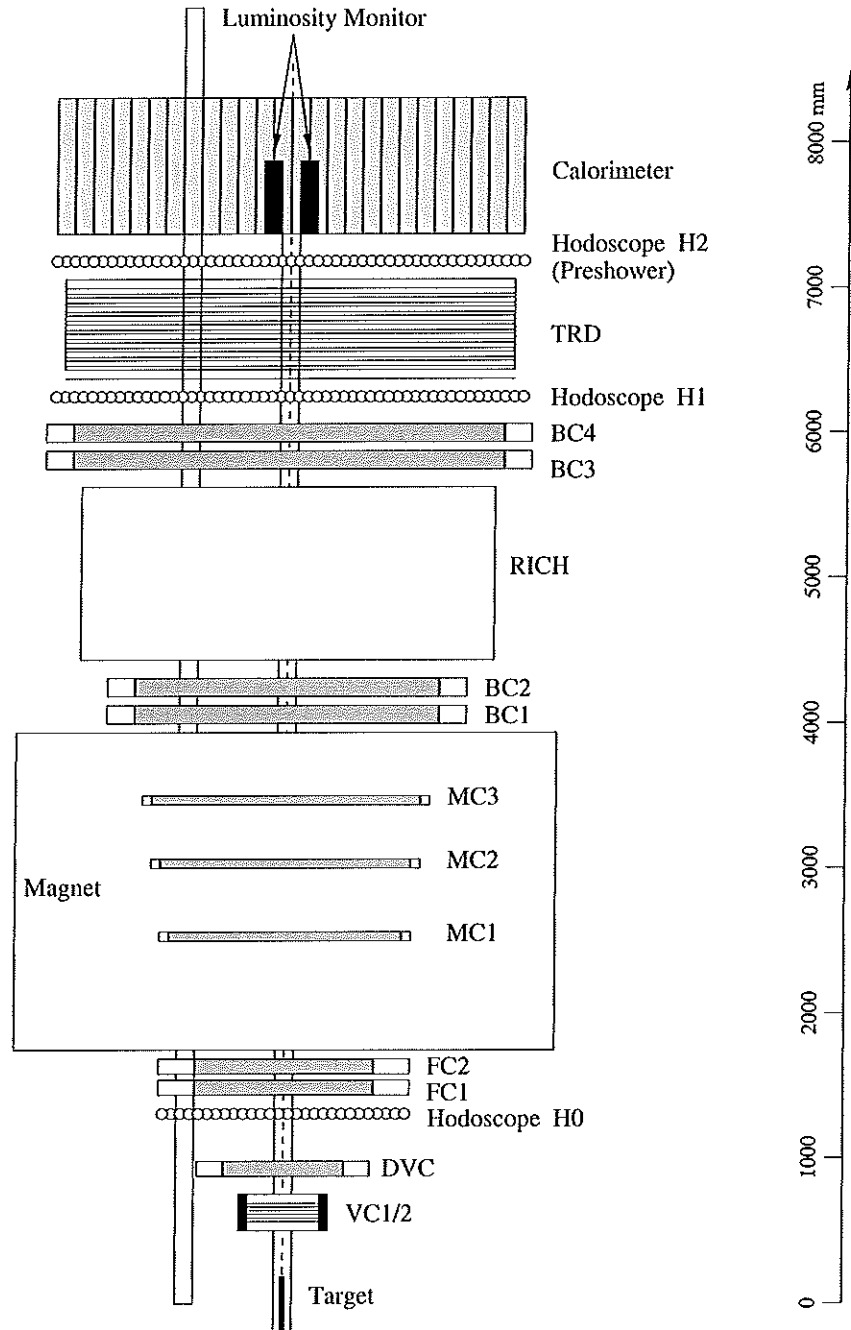 Luminosity Monitor
8000 mm
Calorimeter
Hodoscope H2
(Preshower)
7000
TRD
Hodoscope H1
BC4
6000
BC3
RICH
5000
BC2
BC1
4000
MC3
MC2
3000
Magnet
MC1
2000
FC2
FC1
Hodoscope H0
DVC
1000
VC1/2
Target
0